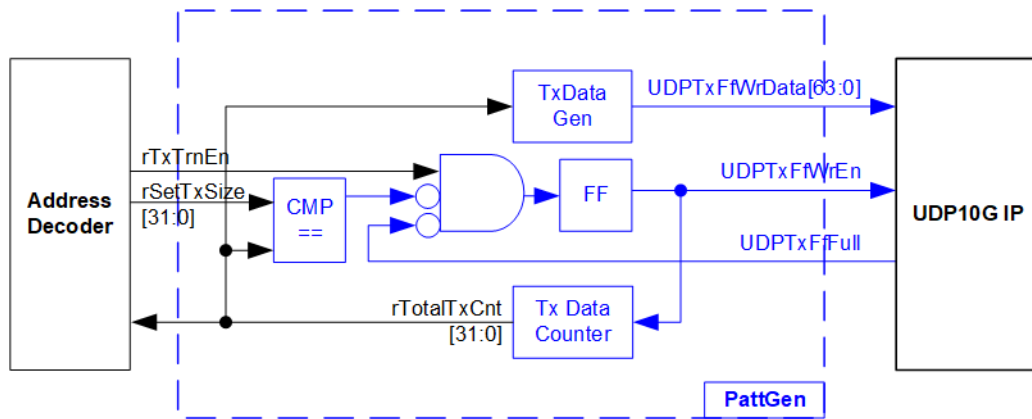 TxData
Gen
UDPTxFfWrData[63:0]
rTxTrnEn
rSetTxSize
[31:0]
Address
Decoder
CMP
==
FF
UDPTxFfWrEn
UDP10G IP
UDPTxFfFull
rTotalTxCnt
[31:0]
Tx Data
Counter
PattGen